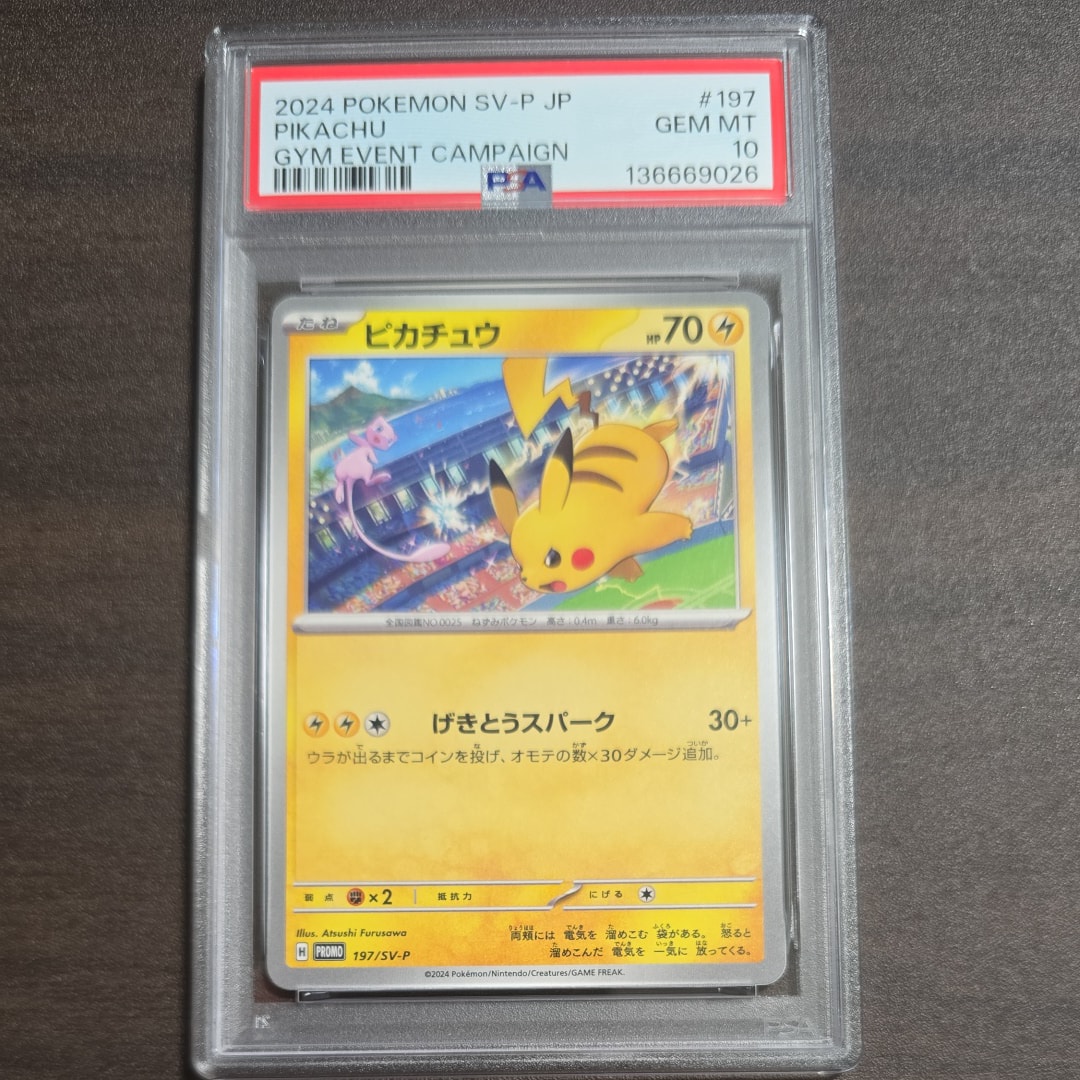 2024 POKEMON SV-P JP #197
PIKACHU GEM MT
GYM EVENT CAMPAIGN 10
PSA 136669026
たね ピカチュウ HP70
全国図鑑NO.0025 ねずみポケモン 高さ:0.4m 重さ:6.0kg
げきとうスパーク 30+
ウラが出るまでコインを投げ、オモテの数×30ダメージ追加。
弱点 ×2 抵抗力 にげる
Illus. Atsushi Furusawa
両頬には 電気を 溜めこむ 袋がある。 怒ると
溜めこんだ 電気を 一気に 放ってくる。
H PROMO 197/SV-P
©2024 Pokémon/Nintendo/Creatures/GAME FREAK.